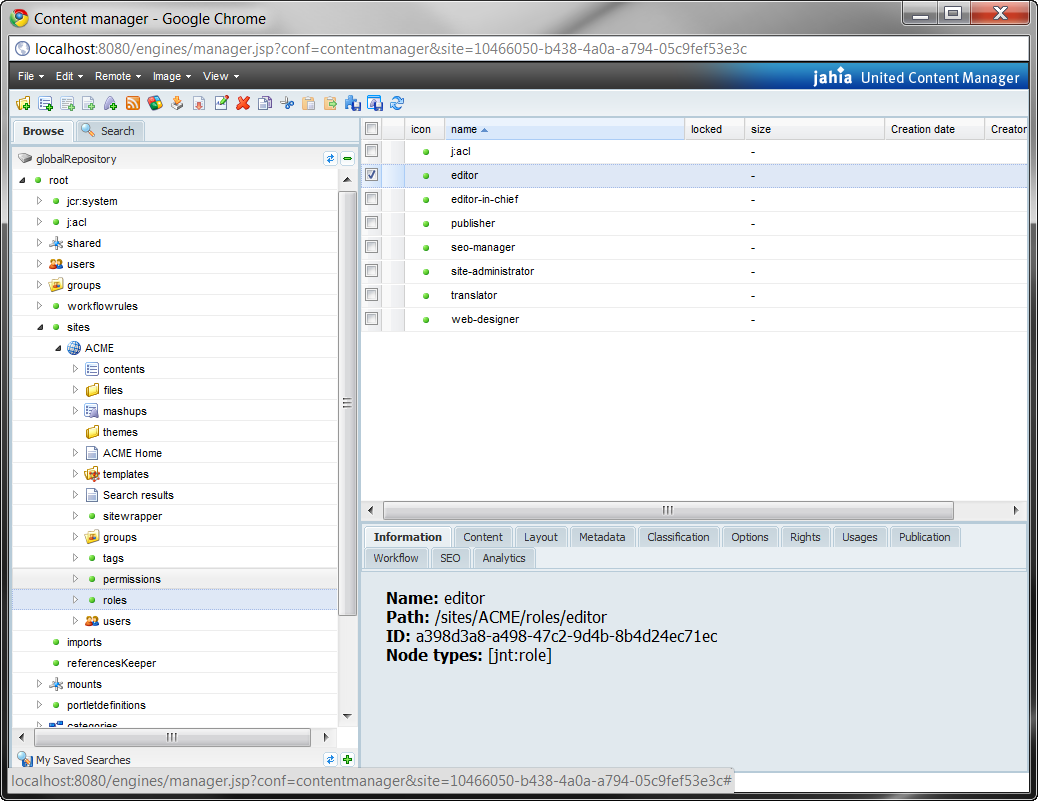 Content manager - Google Chrome
localhost:8080/engines/manager.jsp?conf=contentmanager&site=10466050-b438-4a0a-a794-05c9fef53e3c
File Edit Remote Image View
jahia United Content Manager
Browse Search
globalRepository
root
jcr:system
j:acl
shared
users
groups
workflowrules
sites
ACME
contents
files
mashups
themes
ACME Home
templates
Search results
sitewrapper
groups
tags
permissions
roles
users
imports
referencesKeeper
mounts
portletdefinitions
categories
My Saved Searches
icon name locked size Creation date Creator
j:acl -
editor -
editor-in-chief -
publisher -
seo-manager -
site-administrator -
translator -
web-designer -
Information Content Layout Metadata Classification Options Rights Usages Publication
Workflow SEO Analytics
Name: editor
Path: /sites/ACME/roles/editor
ID: a398d3a8-a498-47c2-9d4b-8b4d24ec71ec
Node types: [jnt:role]
localhost:8080/engines/manager.jsp?conf=contentmanager&site=10466050-b438-4a0a-a794-05c9fef53e3c#